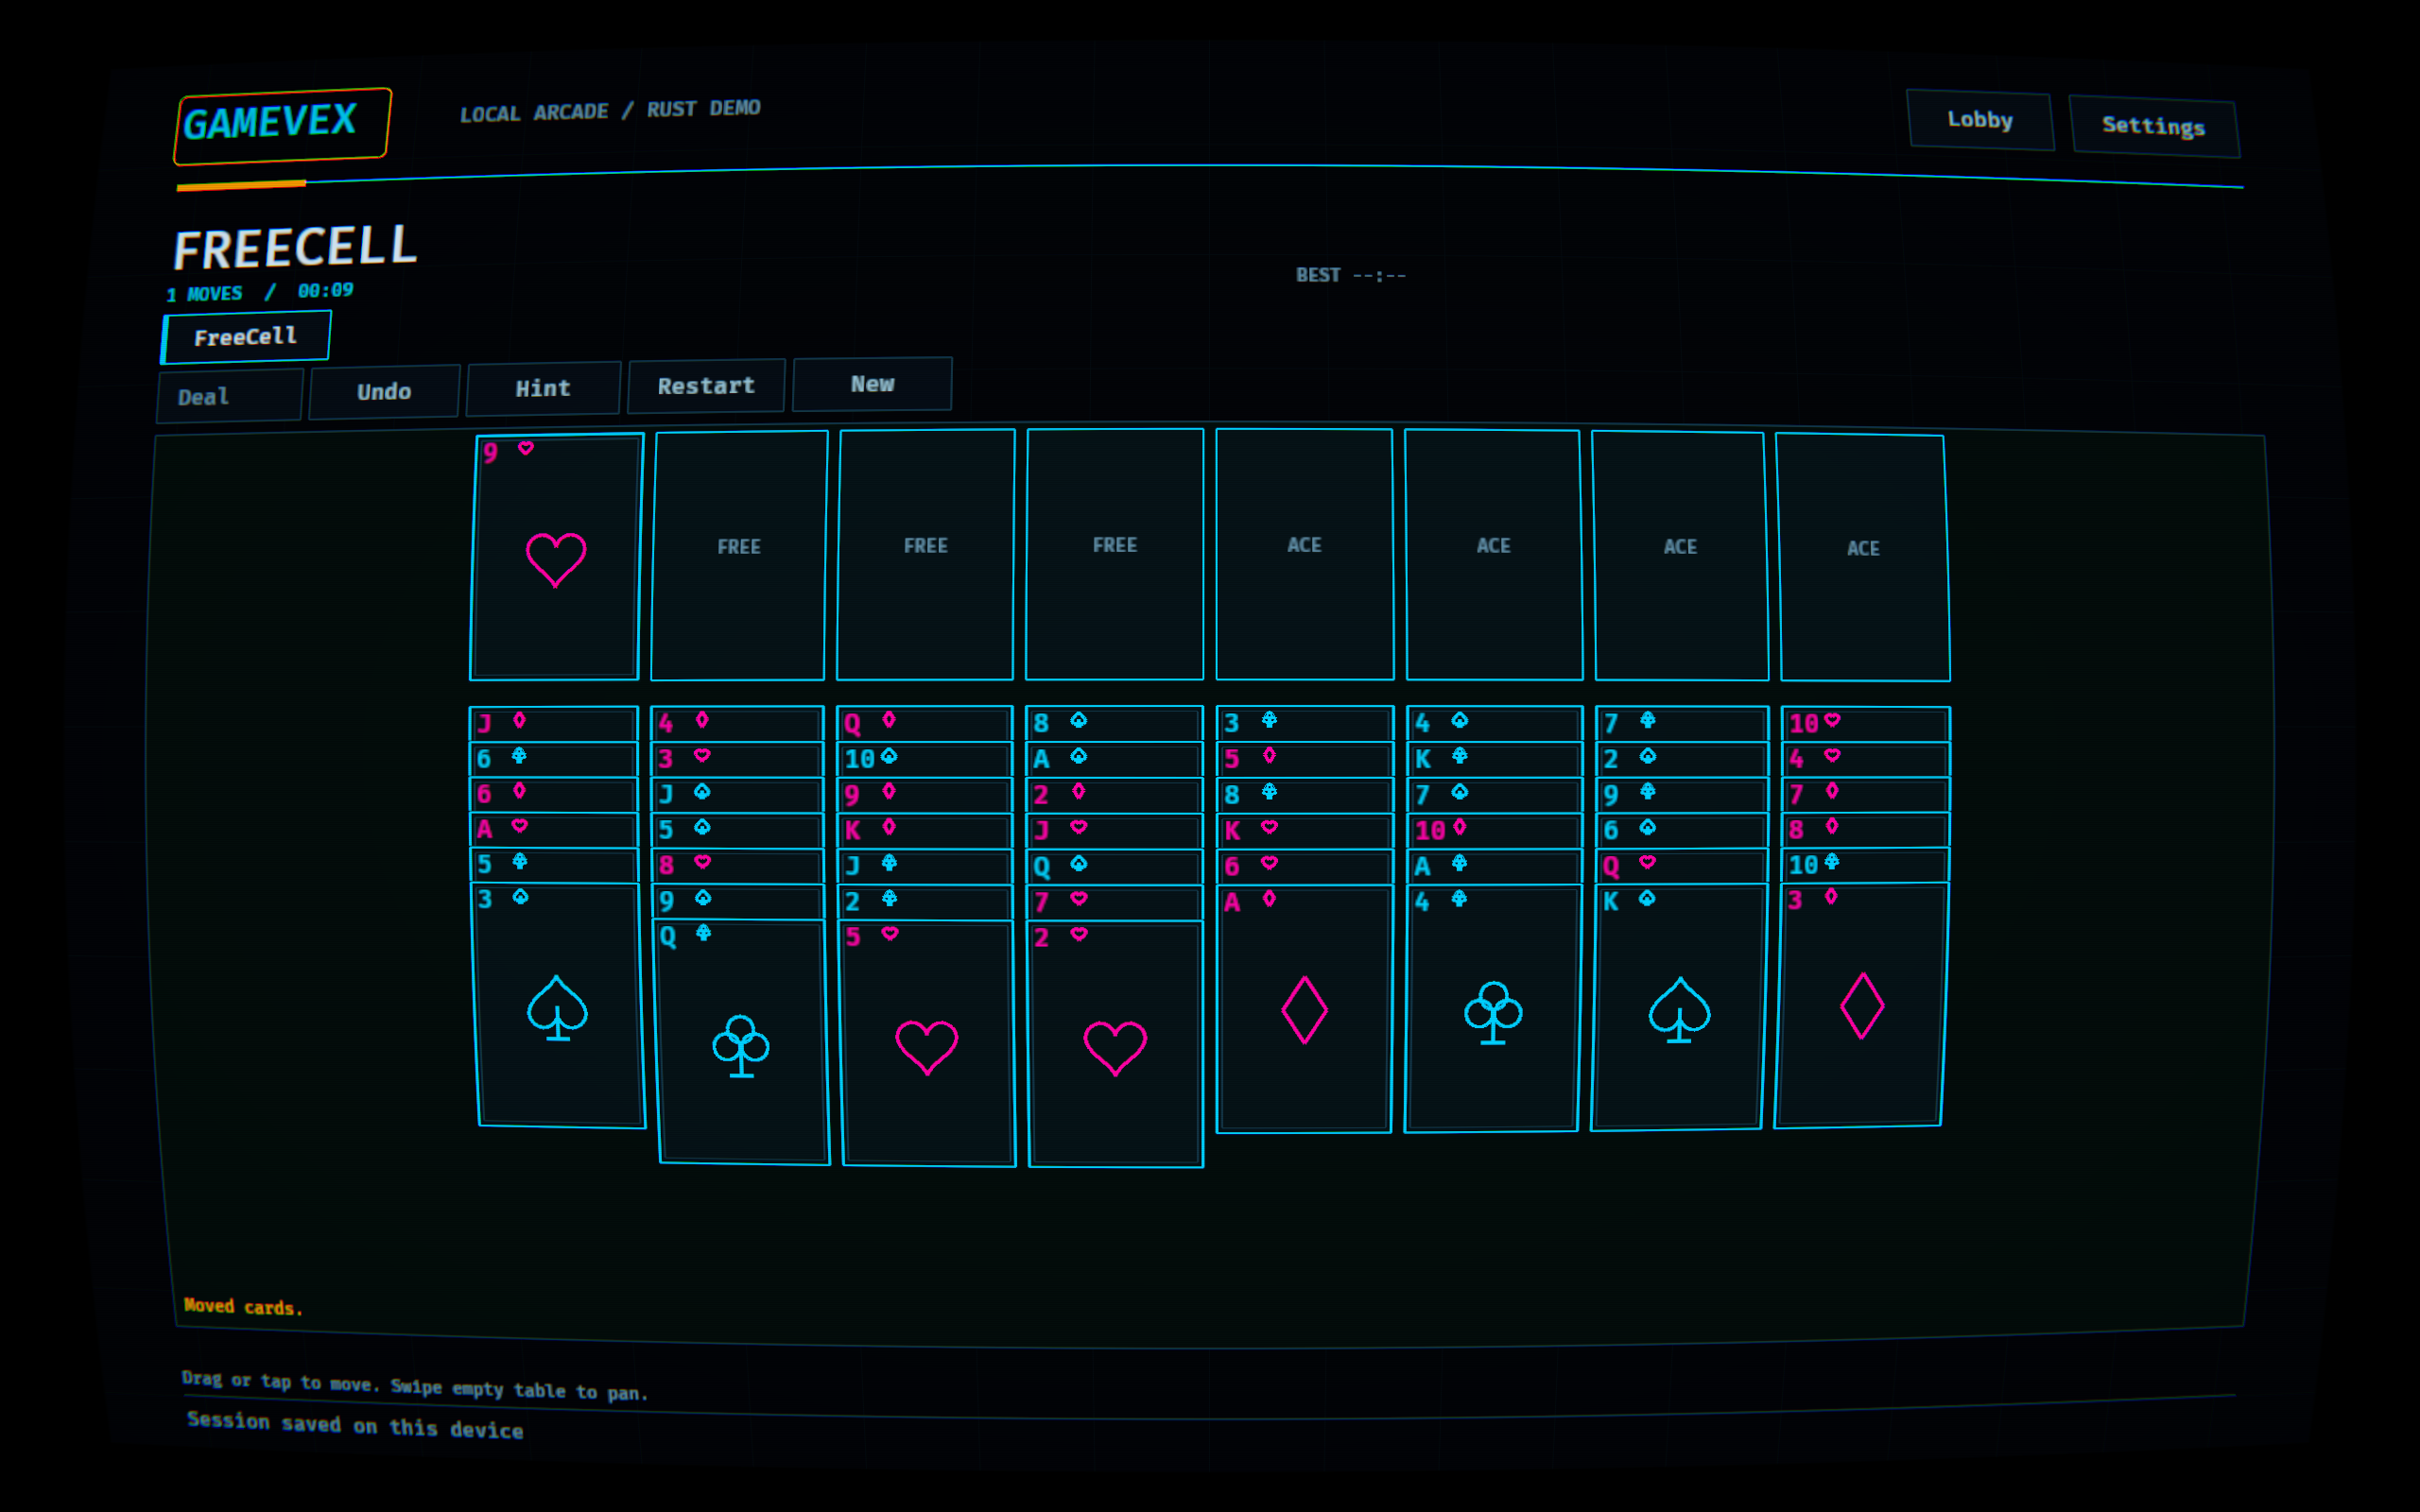 GAMEVEX
LOCAL ARCADE / RUST DEMO
Lobby
Settings
FREECELL
1 MOVES / 00:09
BEST --:--
FreeCell
Deal
Undo
Hint
Restart
New
9
FREE
FREE
FREE
ACE
ACE
ACE
ACE
J 4 Q 8 3 4 7 10
6 3 10 A 5 K 2 4
6 J 9 2 8 7 9 7
A 5 K J K 10 6 8
5 8 J Q 6 A Q 10
3 9 2 7 A 4 K 3
Q 5 2
Moved cards.
Drag or tap to move. Swipe empty table to pan.
Session saved on this device